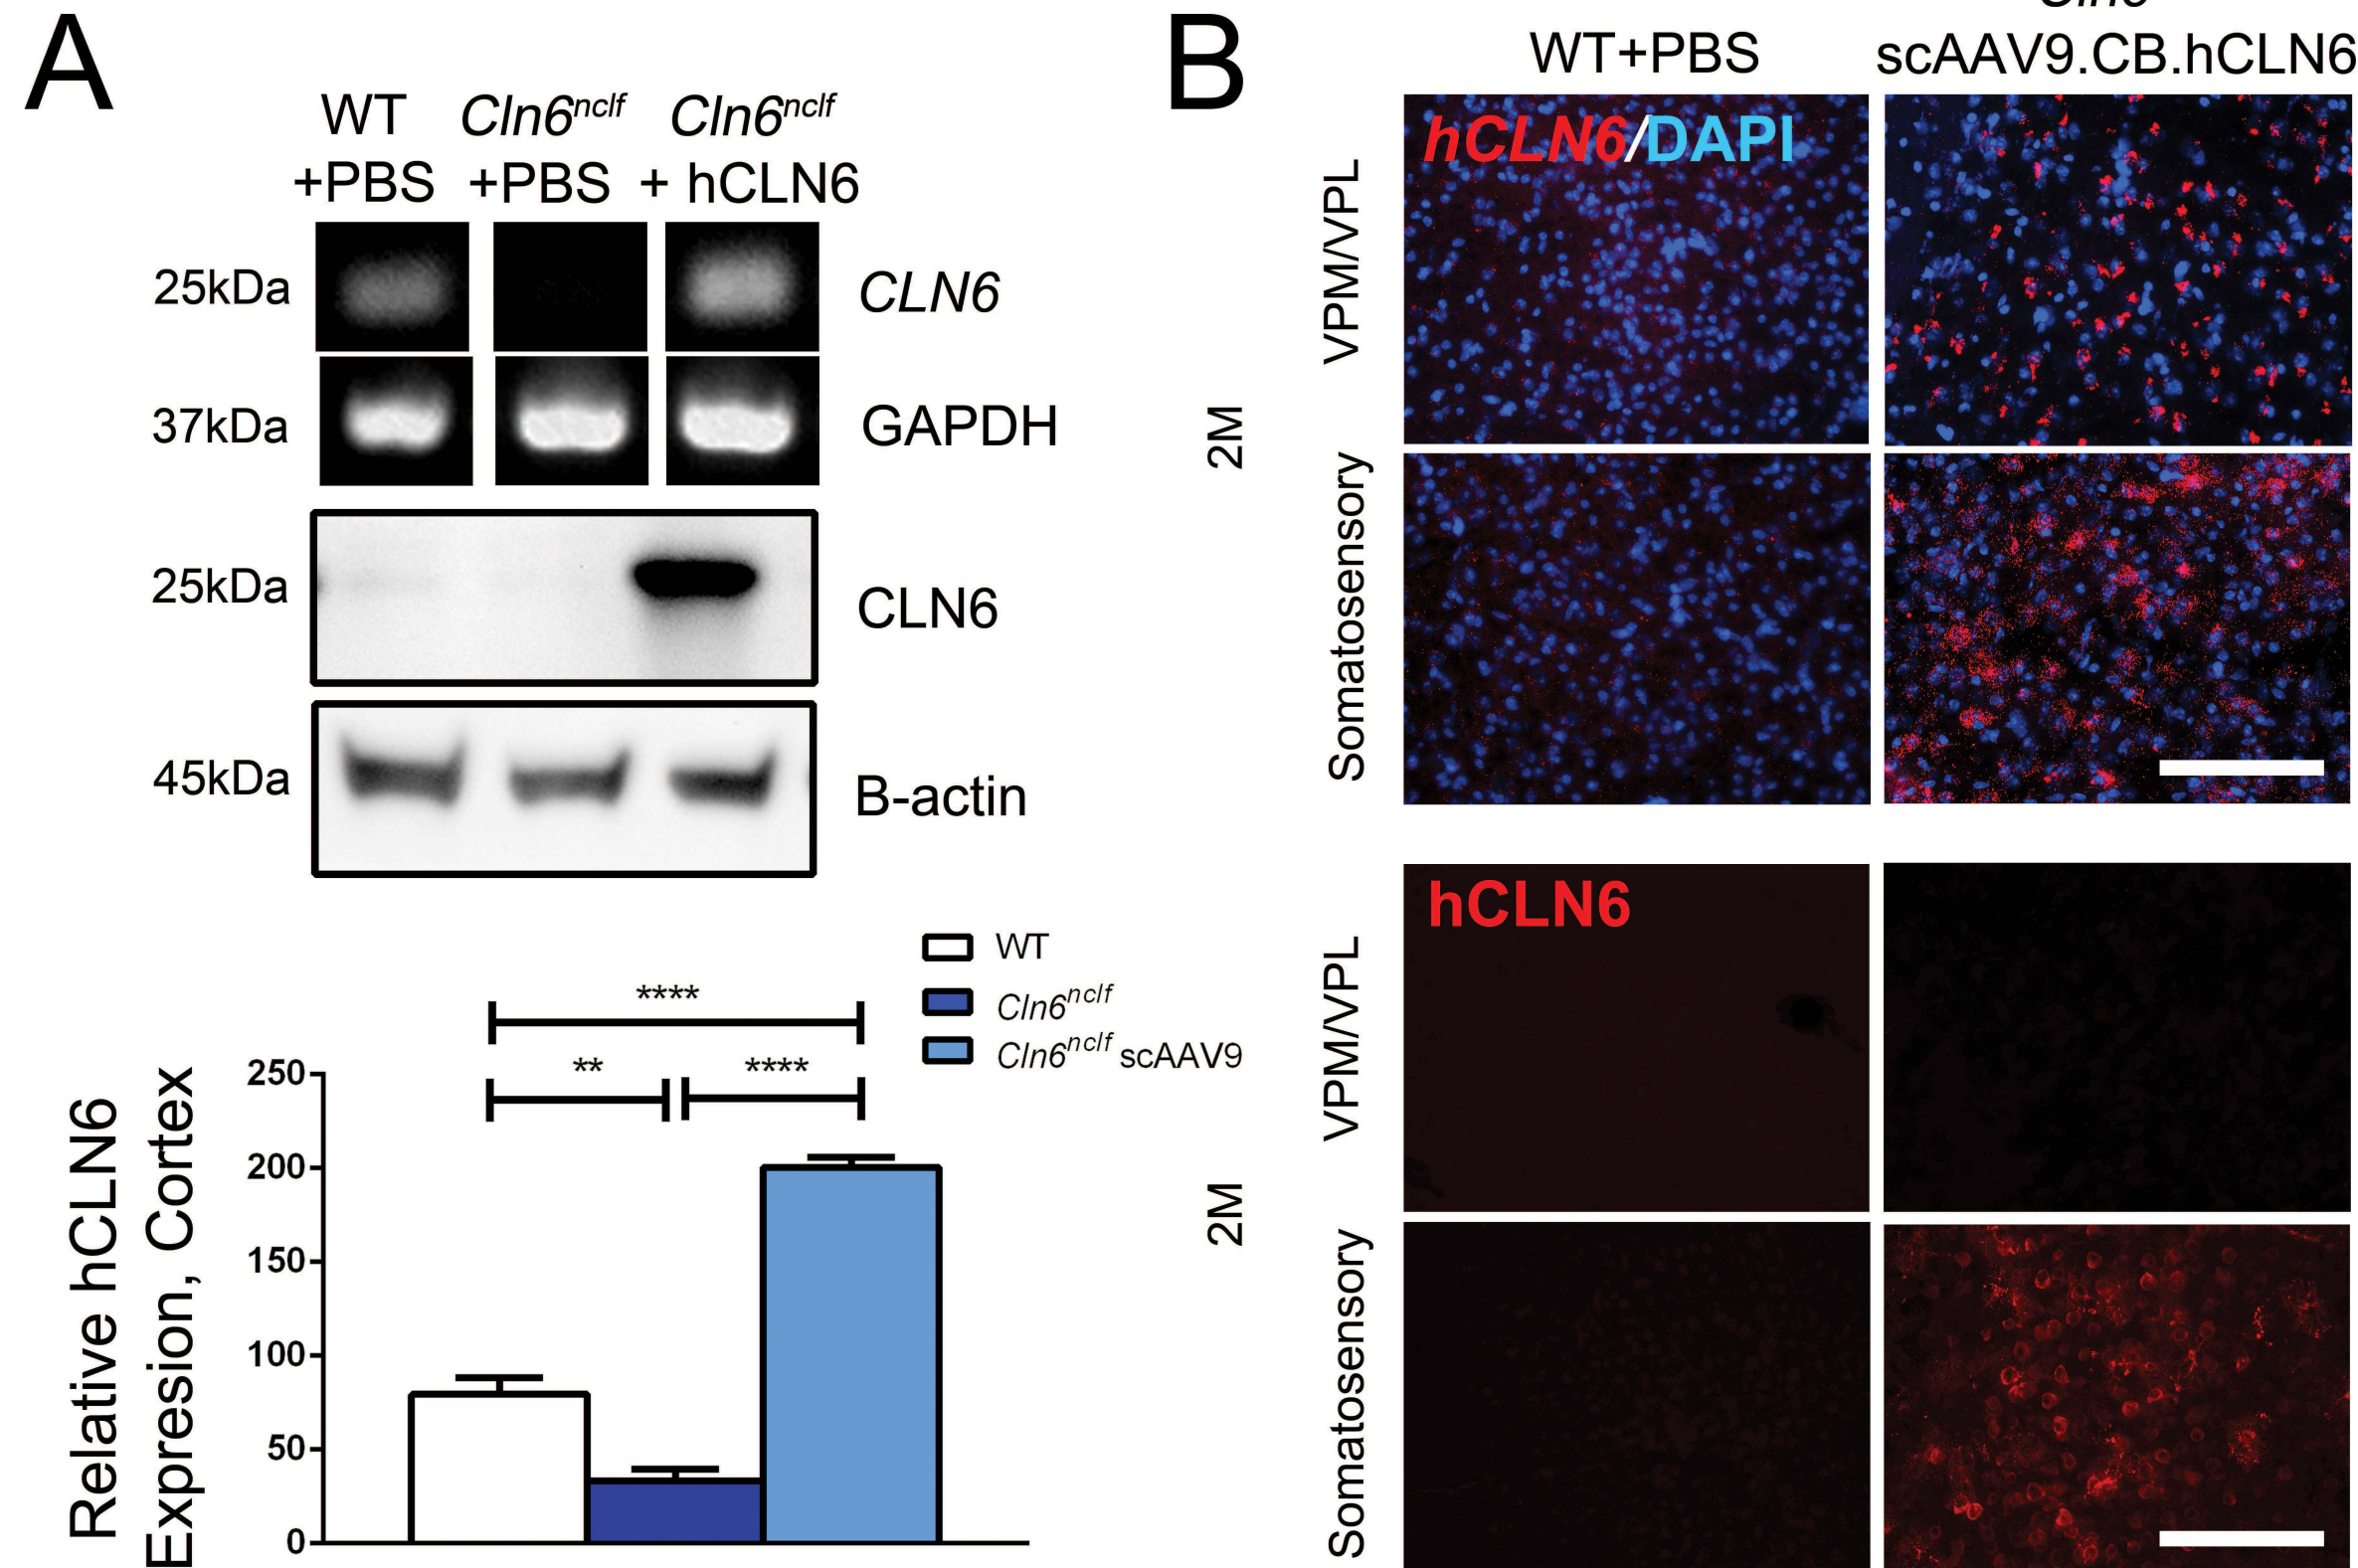 A
WT
+PBS
Cln6nclf
+PBS
Cln6nclf
+ hCLN6
25kDa
CLN6
37kDa
GAPDH
25kDa
CLN6
45kDa
B-actin
WT
Cln6nclf
Cln6nclf scAAV9
****
**
****
Relative hCLN6
Expresion, Cortex
250
200
150
100
50
0
B
WT+PBS
scAAV9.CB.hCLN6
2M
VPM/VPL
hCLN6/DAPI
Somatosensory
2M
VPM/VPL
hCLN6
Somatosensory